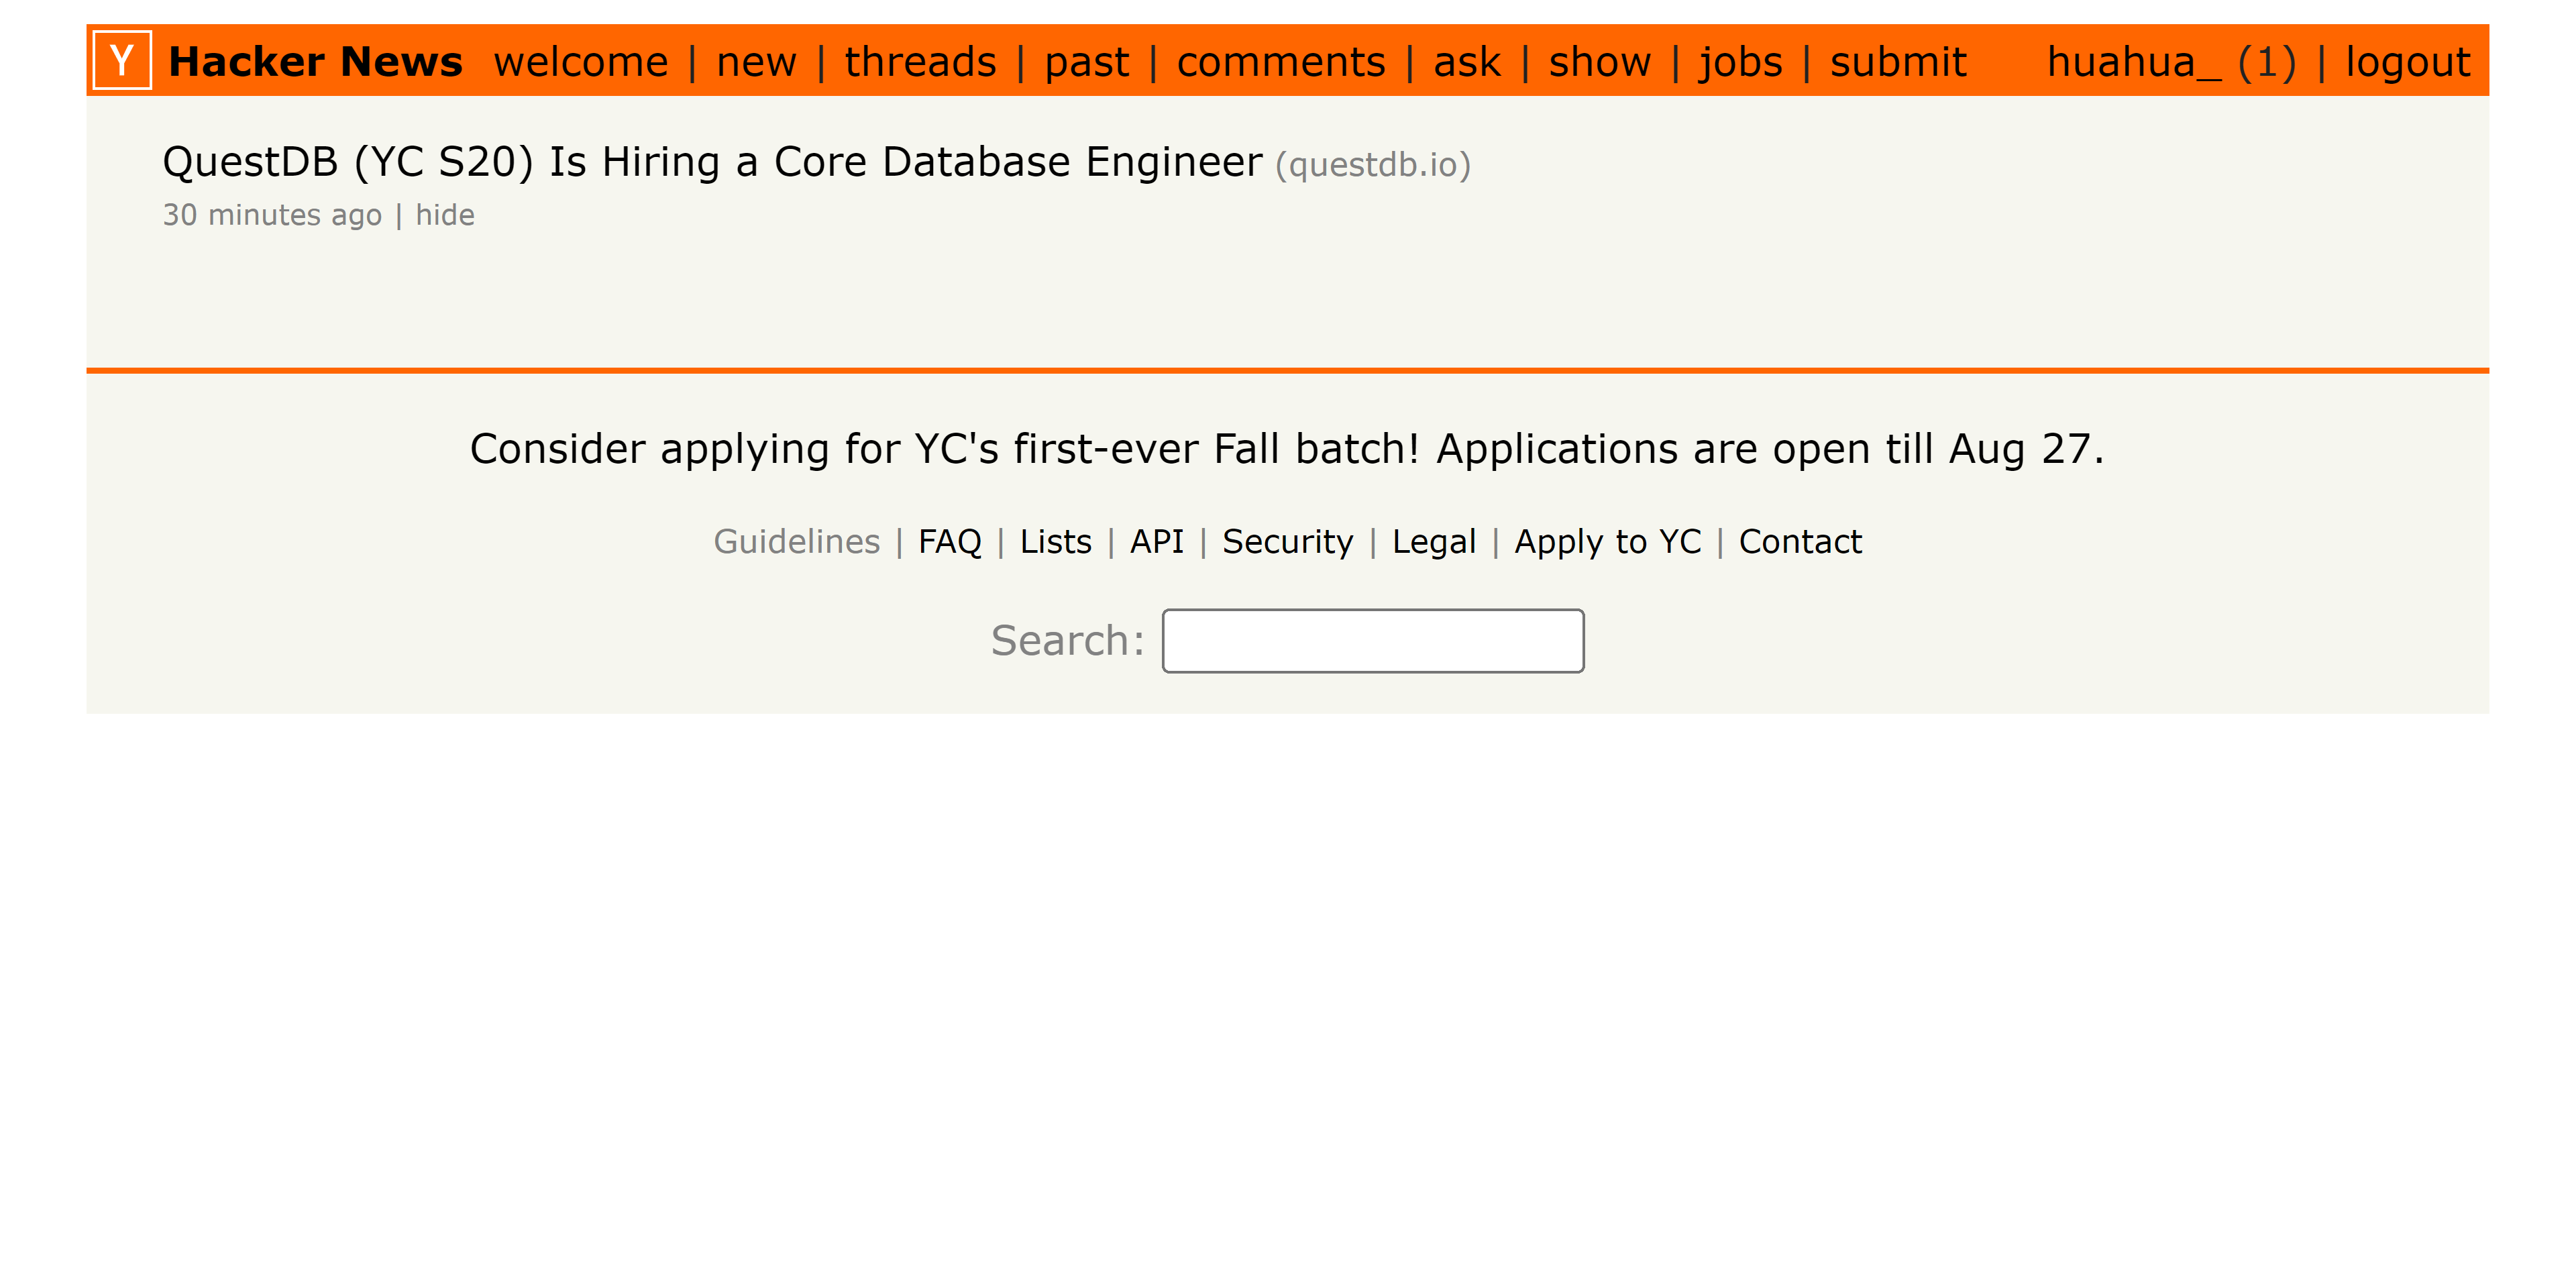 Y Hacker News welcome | new | threads | past | comments | ask | show | jobs | submit huahua_ (1) | logout
QuestDB (YC S20) Is Hiring a Core Database Engineer (questdb.io)
30 minutes ago | hide
Consider applying for YC's first-ever Fall batch! Applications are open till Aug 27.
Guidelines | FAQ | Lists | API | Security | Legal | Apply to YC | Contact
Search: